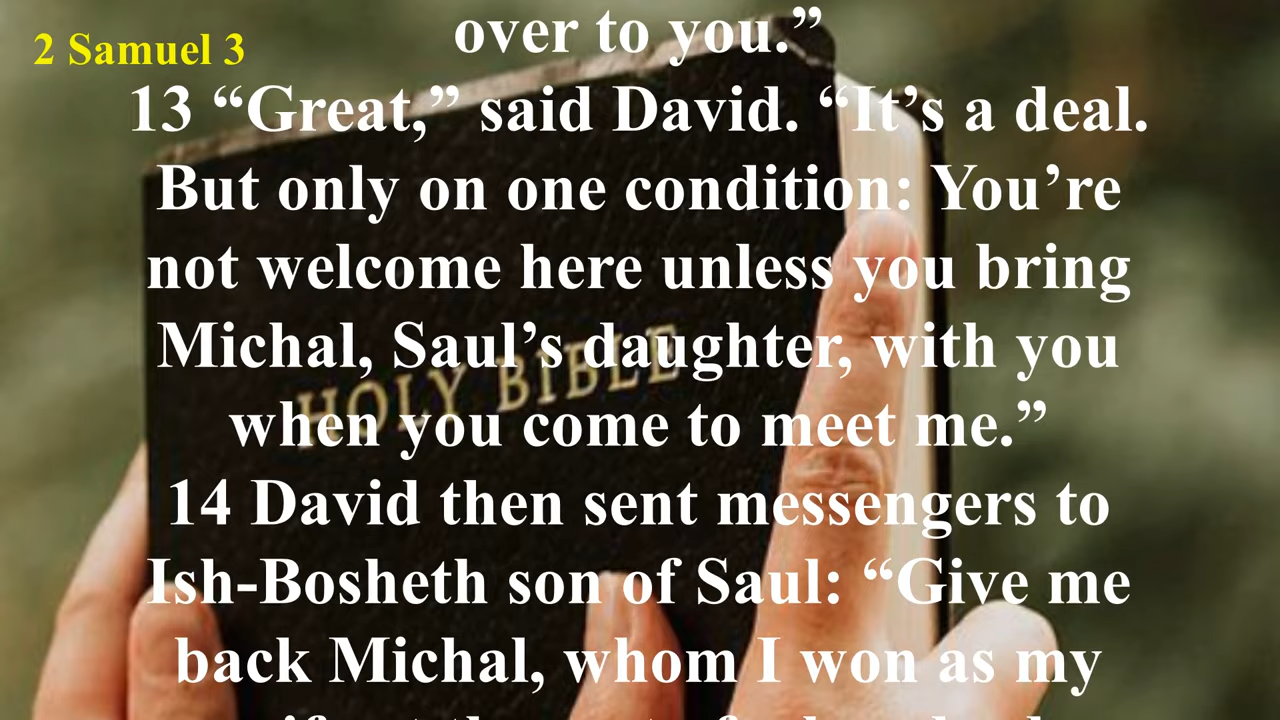 2 Samuel 3
over to you.”
13 “Great,” said David. “It’s a deal.
But only on one condition: You’re
not welcome here unless you bring
Michal, Saul’s daughter, with you
when you come to meet me.”
14 David then sent messengers to
Ish-Bosheth son of Saul: “Give me
back Michal, whom I won as my
HOLY BIBLE